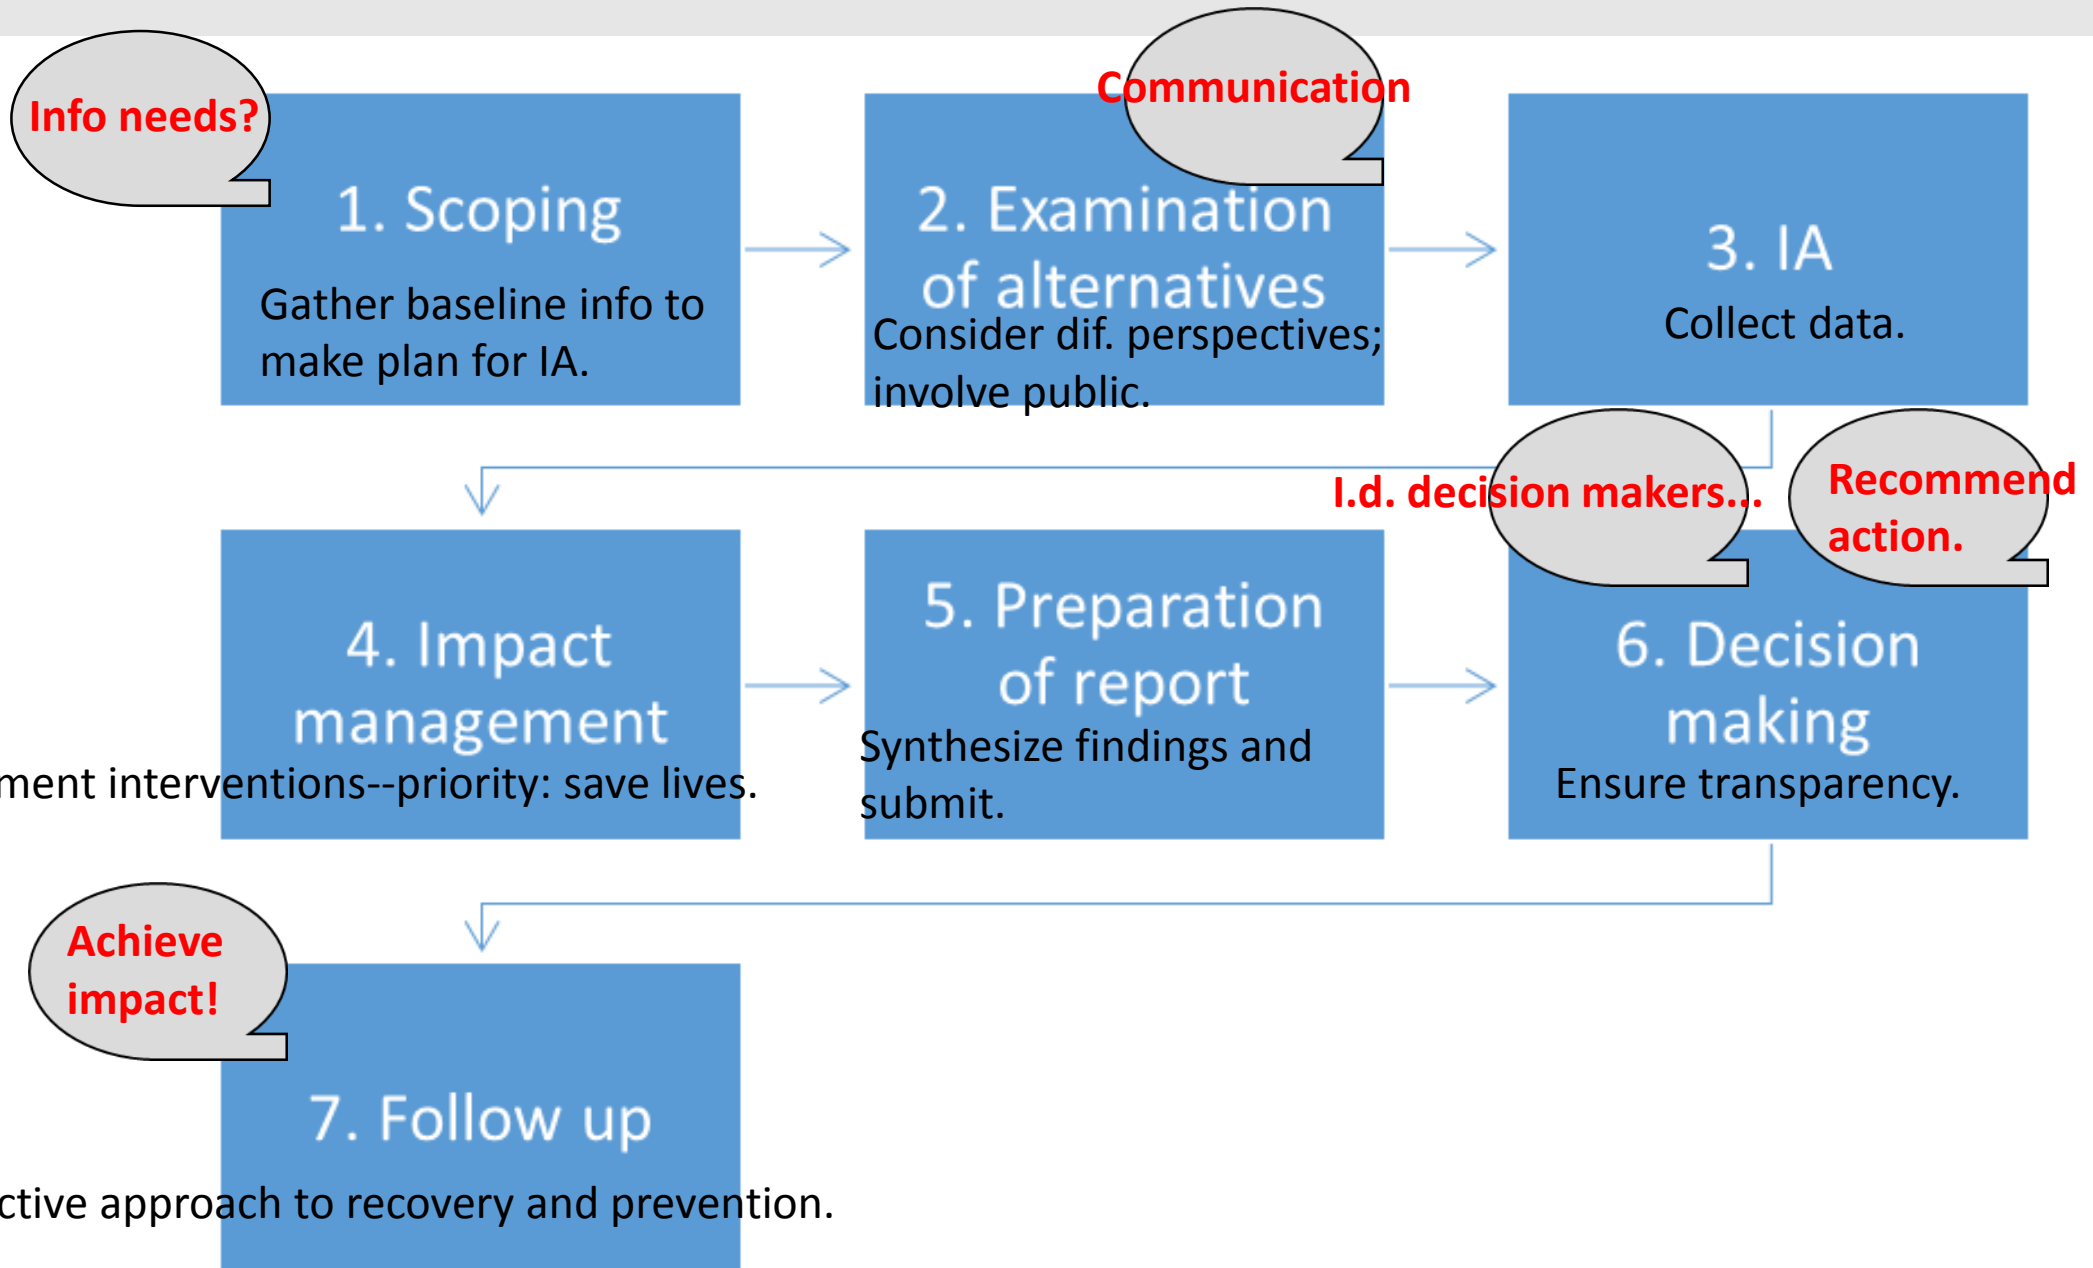 Info needs?
1. Scoping
Gather baseline info to
make plan for IA.
Communication
2. Examination
of alternatives
Consider dif. perspectives;
involve public.
3. IA
Collect data.
4. Impact
management
ment interventions--priority: save lives.
5. Preparation
of report
Synthesize findings and
submit.
I.d. decision makers...
Recommend
action.
6. Decision
making
Ensure transparency.
Achieve
impact!
7. Follow up
ctive approach to recovery and prevention.